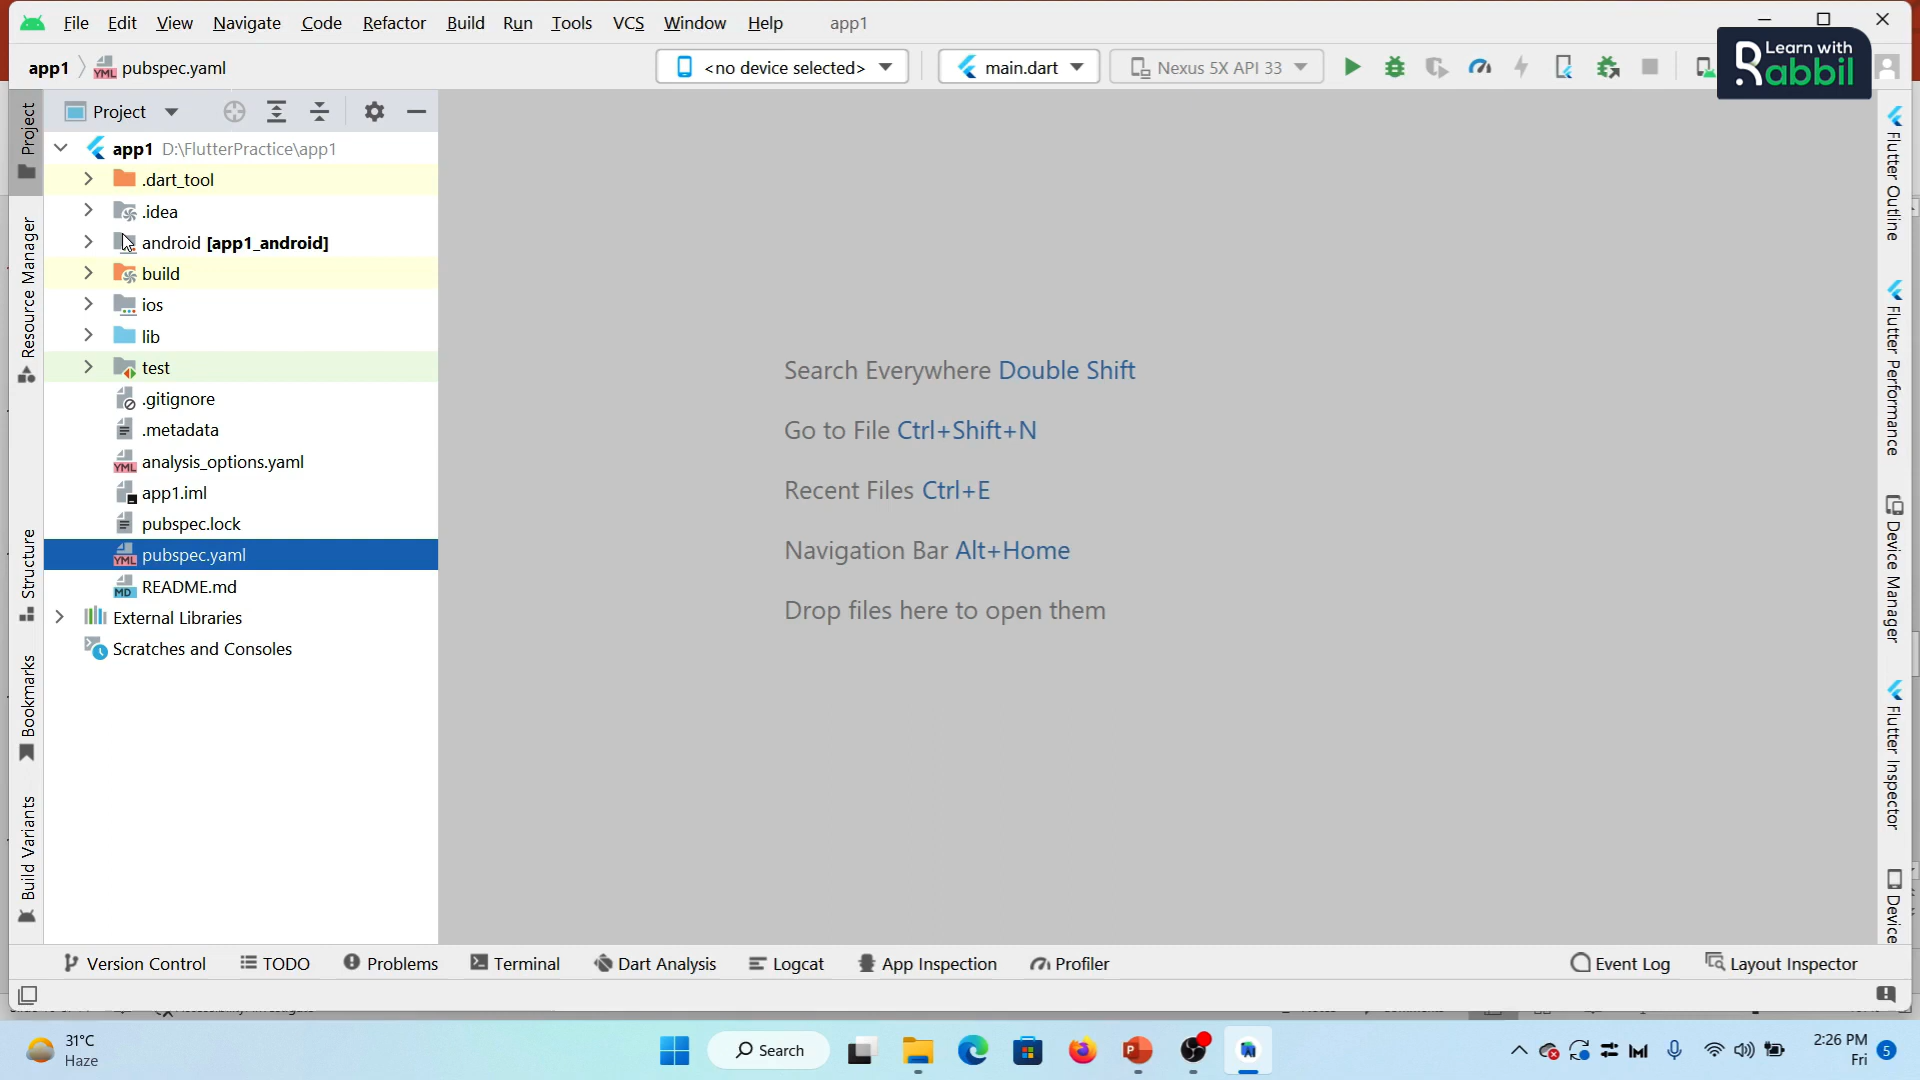 File Edit View Navigate Code Refactor Build Run Tools VCS Window Help app1
Learn with
Rabbil
app1 pubspec.yaml <no device selected> main.dart Nexus 5X API 33
Project
app1 D:\FlutterPractice\app1
.dart_tool
.idea
android [app1_android]
build
ios
lib
test
.gitignore
.metadata
YML analysis_options.yaml
app1.iml
pubspec.lock
YML pubspec.yaml
MD README.md
External Libraries
Scratches and Consoles
Project
Resource Manager
Structure
Bookmarks
Build Variants
Search Everywhere Double Shift
Go to File Ctrl+Shift+N
Recent Files Ctrl+E
Navigation Bar Alt+Home
Drop files here to open them
Flutter Outline
Flutter Performance
Device Manager
Flutter Inspector
Device
Version Control TODO Problems Terminal Dart Analysis Logcat App Inspection Profiler Event Log Layout Inspector
31°C
Haze
Search
2:26 PM
Fri
5